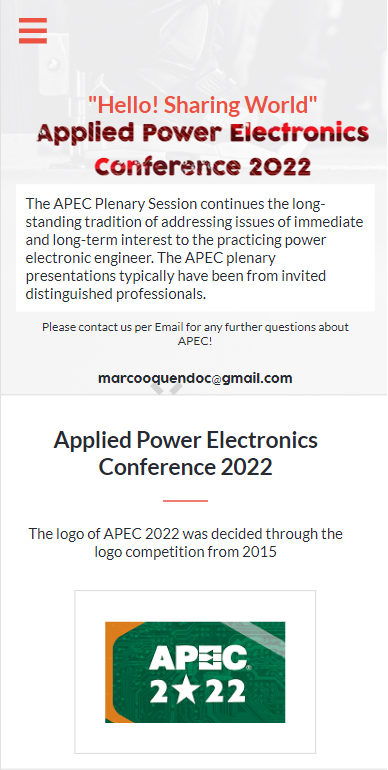 "Hello! Sharing World"
Applied Power Electronics
Conference 2022
The APEC Plenary Session continues the long-
standing tradition of addressing issues of immediate
and long-term interest to the practicing power
electronic engineer. The APEC plenary
presentations typically have been from invited
distinguished professionals.
Please contact us per Email for any further questions about
APEC!
marcooquendoc@gmail.com
Applied Power Electronics
Conference 2022
The logo of APEC 2022 was decided through the
logo competition from 2015
APEC®
2★22